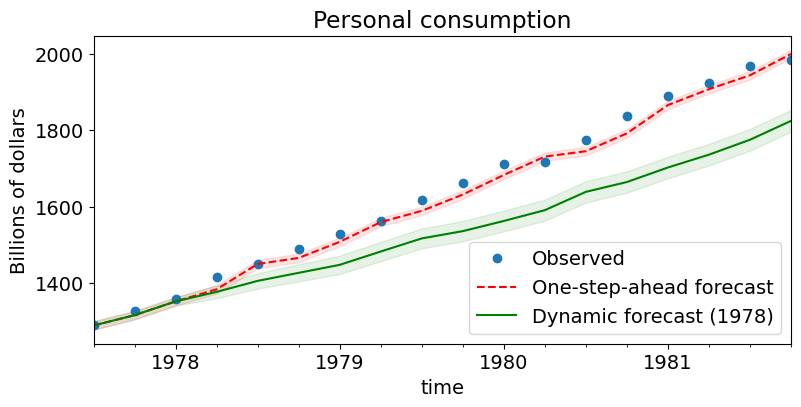 Personal consumption
Billions of dollars
2000
1800
1600
1400
Observed
One-step-ahead forecast
Dynamic forecast (1978)
1978
1979
1980
1981
time